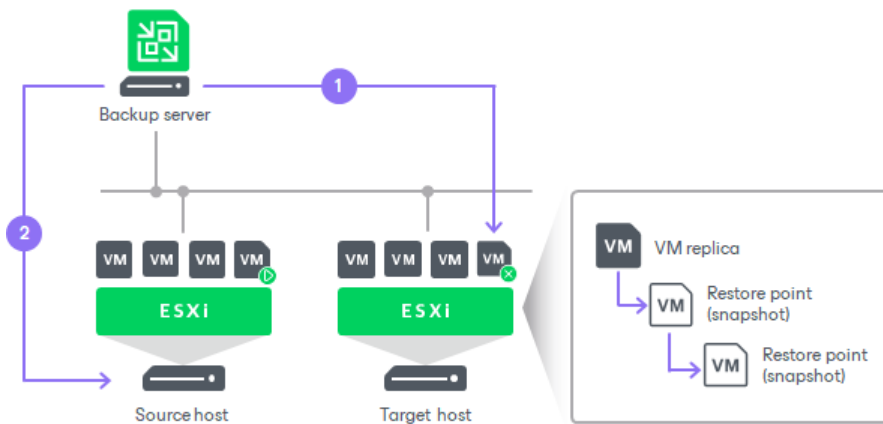 1
Backup server
2
VM VM VM VM
VM VM VM VM
ESXi
ESXi
Source host
Target host
VM VM replica
VM Restore point
(snapshot)
VM Restore point
(snapshot)